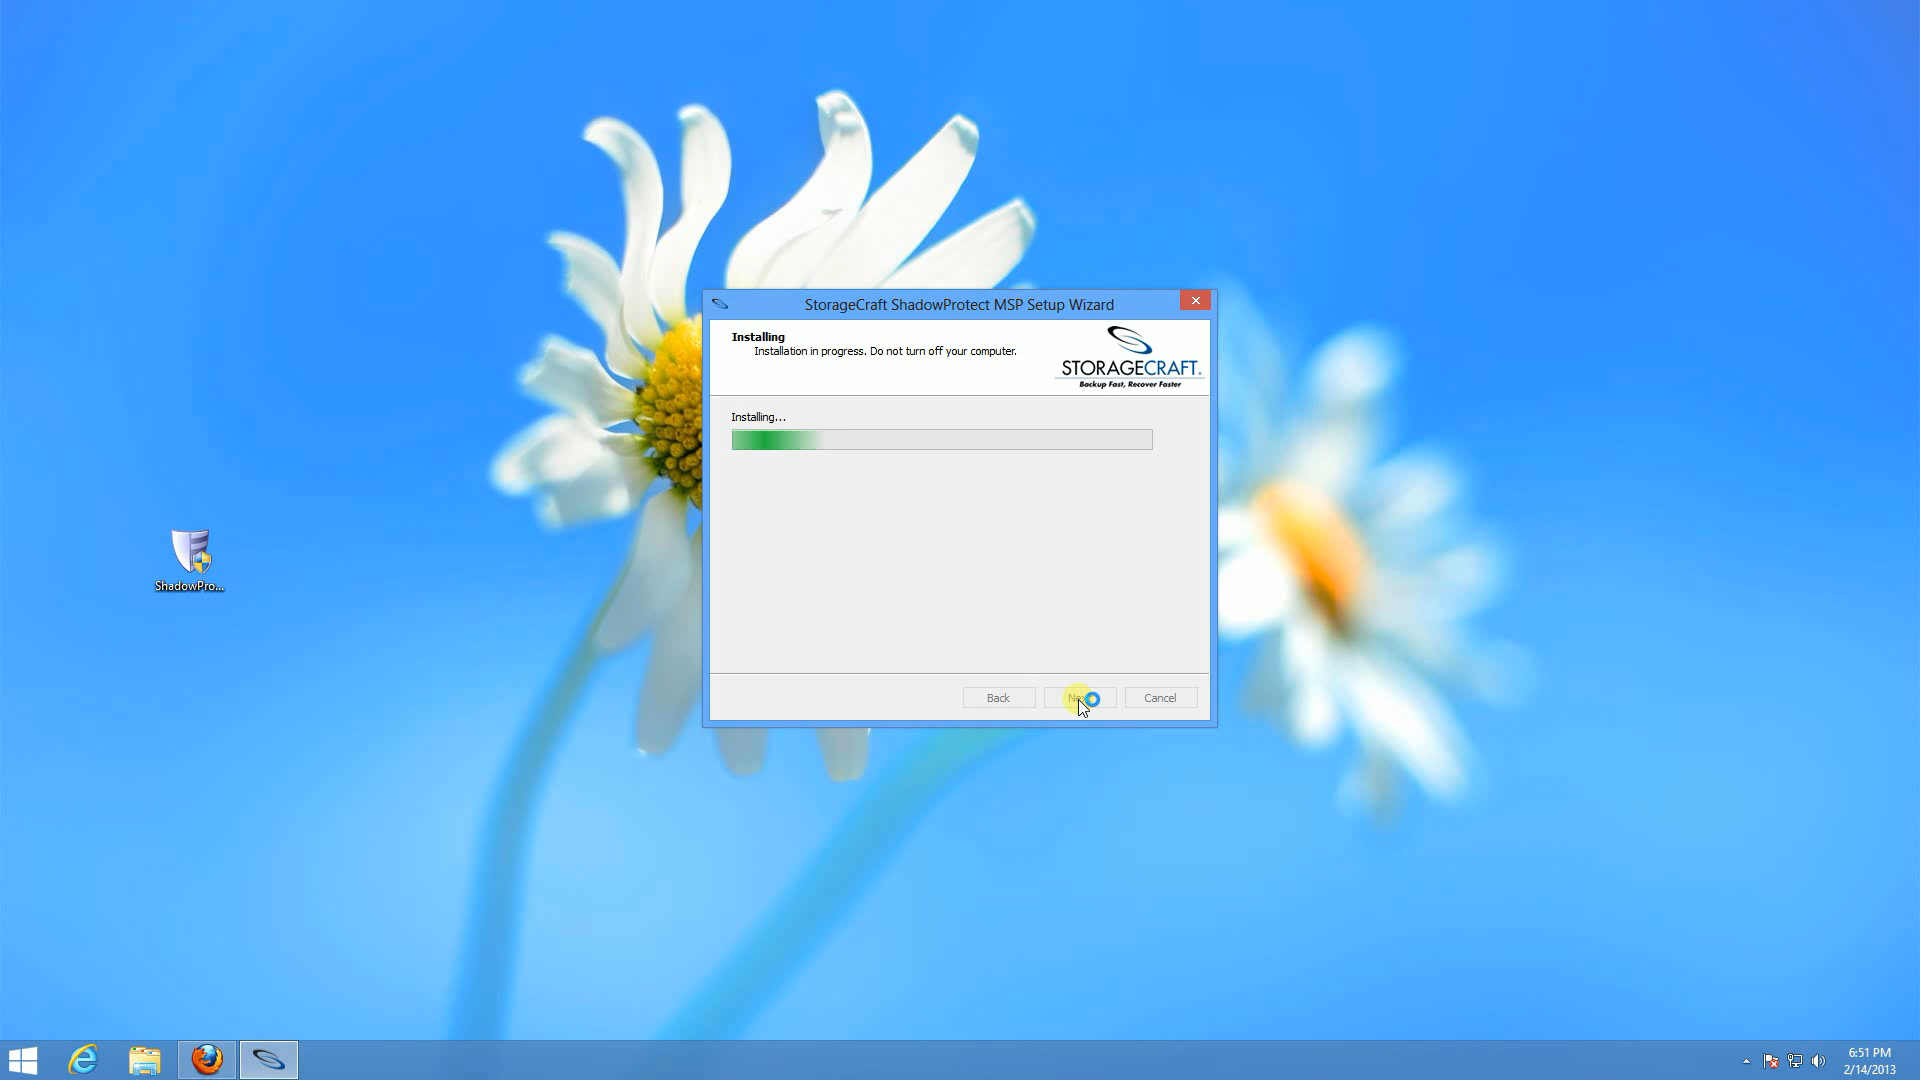 StorageCraft ShadowProtect MSP Setup Wizard
Installing
Installation in progress. Do not turn off your computer.
STORAGECRAFT.
Backup Fast, Recover Faster
Installing...
ShadowPro...
Back
Cancel
6:51 PM
2/14/2013